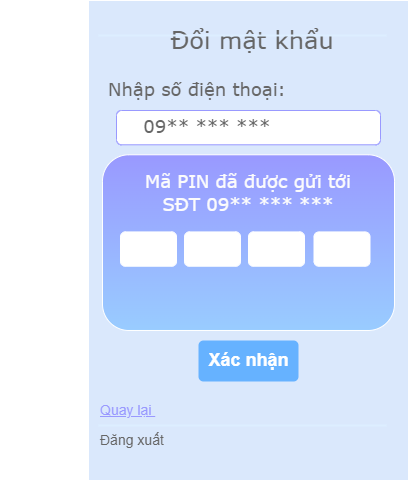 Đổi mật khẩu
Nhập số điện thoại:
09** *** ***
Mã PIN đã được gửi tới
SĐT 09** *** ***
Xác nhận
Quay lại
Đăng xuất